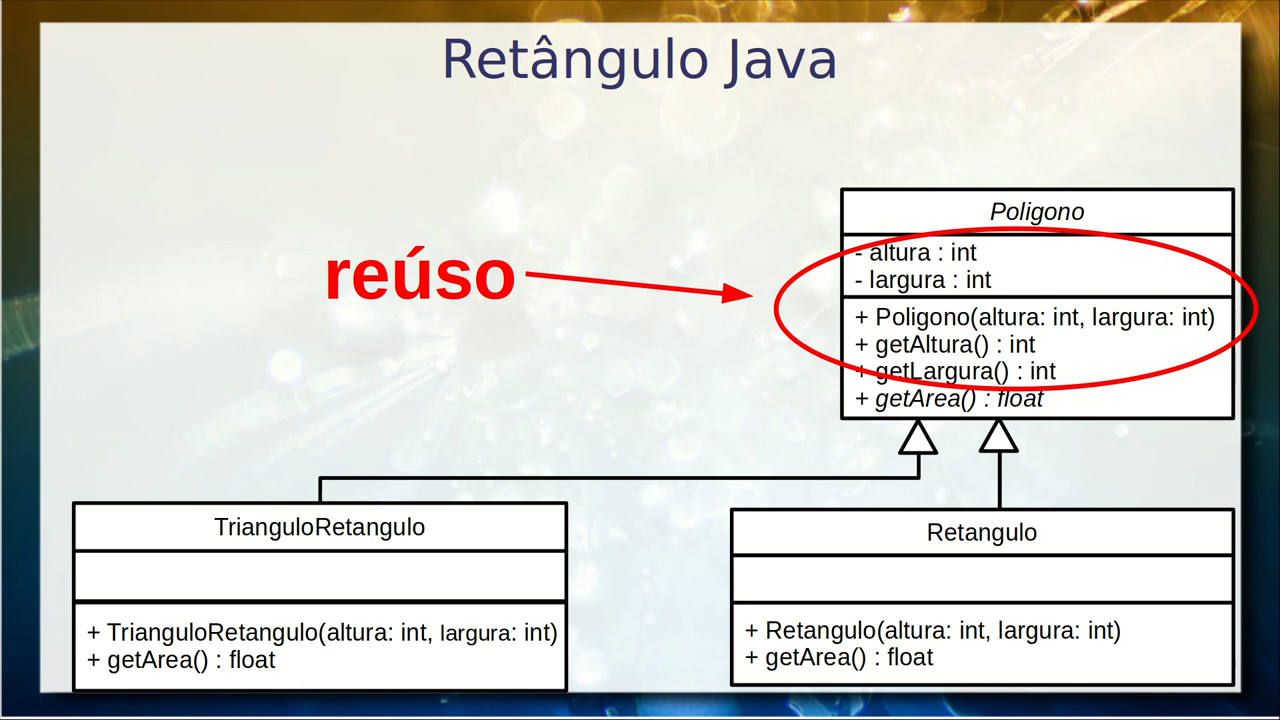 Retângulo Java
reúso
Poligono
- altura : int
- largura : int
+ Poligono(altura: int, largura: int)
+ getAltura() : int
+ getLargura() : int
+ getArea() : float
TrianguloRetangulo
+ TrianguloRetangulo(altura: int, largura: int)
+ getArea() : float
Retangulo
+ Retangulo(altura: int, largura: int)
+ getArea() : float